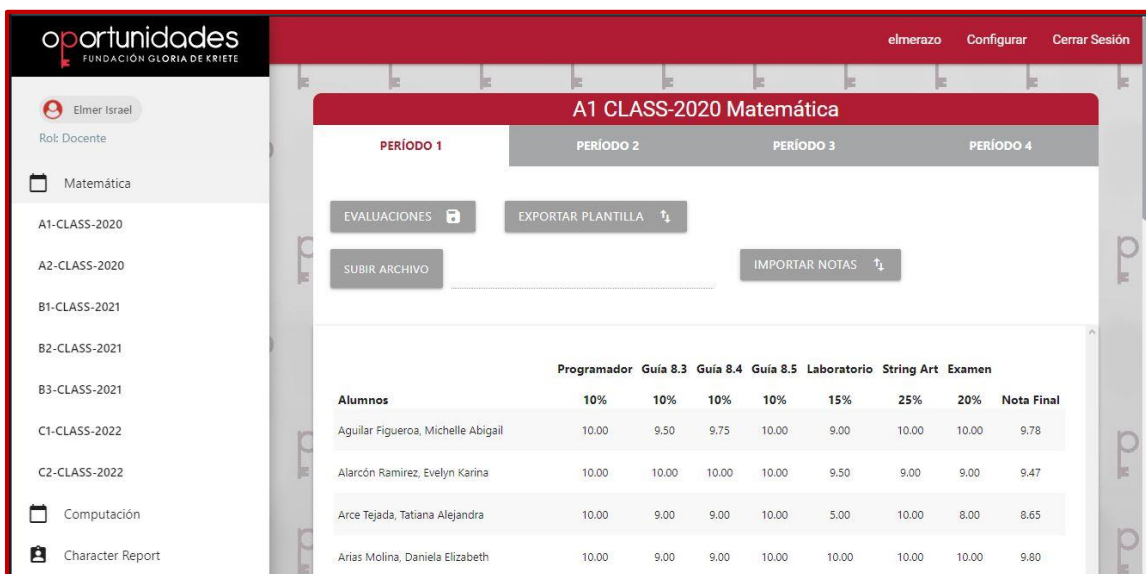 oportunidades
FUNDACIÓN GLORIA DE KRIETE
elmerazo Configurar Cerrar Sesión
Elmer Israel
Rol: Docente
Matemática
A1-CLASS-2020
A2-CLASS-2020
B1-CLASS-2021
B2-CLASS-2021
B3-CLASS-2021
C1-CLASS-2022
C2-CLASS-2022
Computación
Character Report
A1 CLASS-2020 Matemática
PERÍODO 1 PERÍODO 2 PERÍODO 3 PERÍODO 4
EVALUACIONES EXPORTAR PLANTILLA
SUBIR ARCHIVO IMPORTAR NOTAS
Programador Guía 8.3 Guía 8.4 Guía 8.5 Laboratorio String Art Examen
Alumnos 10% 10% 10% 10% 15% 25% 20% Nota Final
Aguilar Figueroa, Michelle Abigail 10.00 9.50 9.75 10.00 9.00 10.00 10.00 9.78
Alarcón Ramirez, Evelyn Karina 10.00 10.00 10.00 10.00 9.50 9.00 9.00 9.47
Arce Tejada, Tatiana Alejandra 10.00 9.00 9.00 10.00 5.00 10.00 8.00 8.65
Arias Molina, Daniela Elizabeth 10.00 9.00 9.00 10.00 10.00 10.00 10.00 9.80